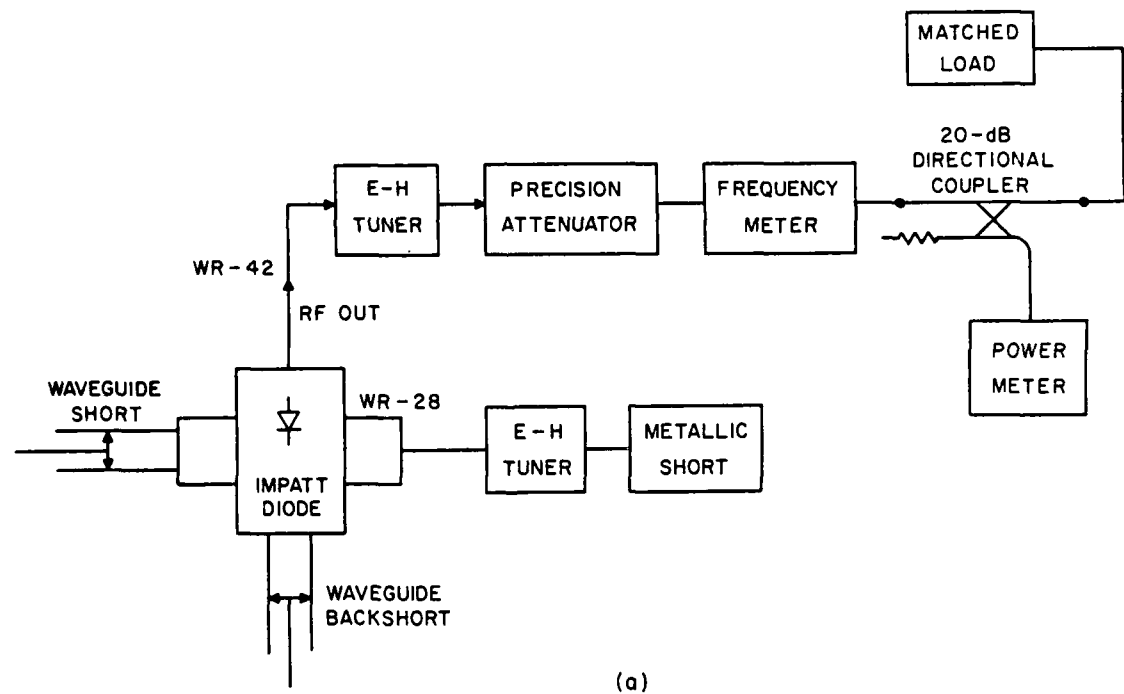 MATCHED
LOAD
20-dB
DIRECTIONAL
COUPLER
E-H
TUNER
PRECISION
ATTENUATOR
FREQUENCY
METER
WR-42
RF OUT
POWER
METER
WAVEGUIDE
SHORT
WR-28
IMPATT
DIODE
E-H
TUNER
METALLIC
SHORT
WAVEGUIDE
BACKSHORT
(a)